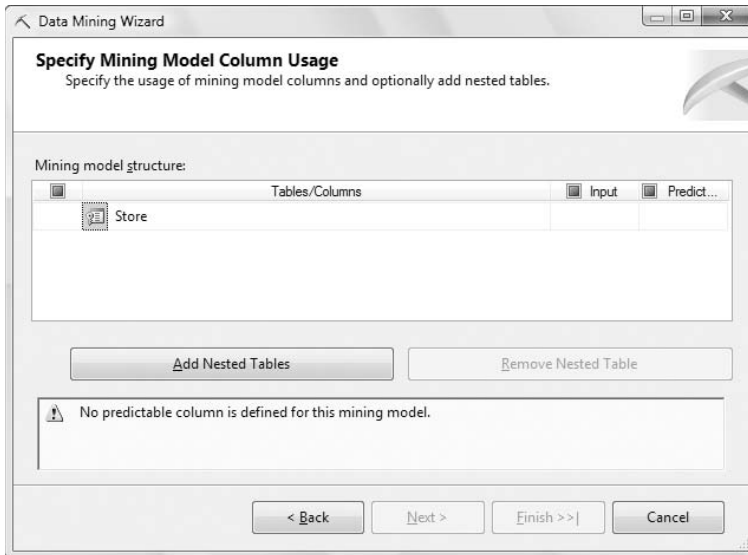 Data Mining Wizard
Specify Mining Model Column Usage
Specify the usage of mining model columns and optionally add nested tables.
Mining model structure:
Tables/Columns Input Predict...
Store
Add Nested Tables Remove Nested Table
No predictable column is defined for this mining model.
< Back Next > Finish >>| Cancel